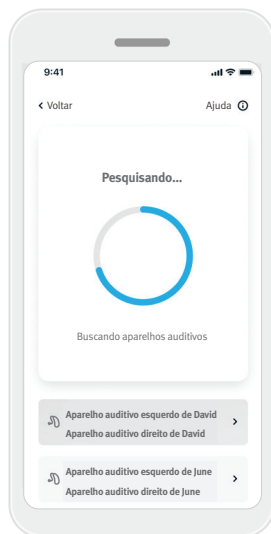 9:41
Voltar
Ajuda
Pesquisando...
Buscando aparelhos auditivos
Aparelho auditivo esquerdo de David
Aparelho auditivo direito de David
Aparelho auditivo esquerdo de June
Aparelho auditivo direito de June